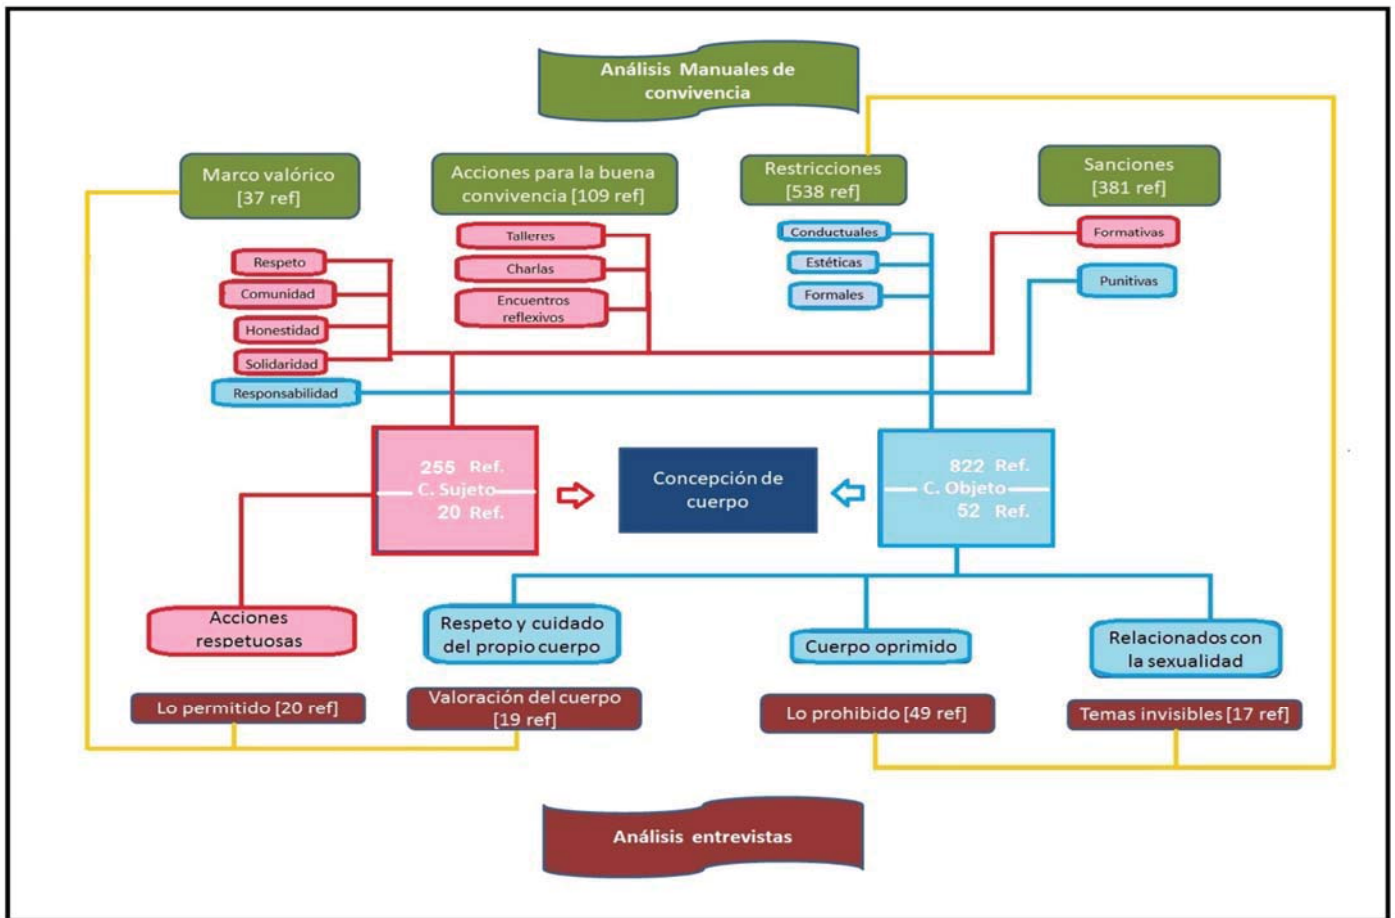 Análisis Manuales de
convivencia
Marco valórico
[37 ref]
Acciones para la buena
convivencia [109 ref]
Restricciones
[538 ref]
Sanciones
[381 ref]
Respeto
Comunidad
Honestidad
Solidaridad
Responsabilidad
Talleres
Charlas
Encuentros
reflexivos
Conductuales
Estéticas
Formales
Formativas
Punitivas
255 Ref.
C. Sujeto
20 Ref.
Concepción de
cuerpo
822 Ref.
C. Objeto
52 Ref.
Acciones
respetuosas
Respeto y cuidado
del propio cuerpo
Cuerpo oprimido
Relacionados con
la sexualidad
Lo permitido [20 ref]
Valoración del cuerpo
[19 ref]
Lo prohibido [49 ref]
Temas invisibles [17 ref]
Análisis entrevistas